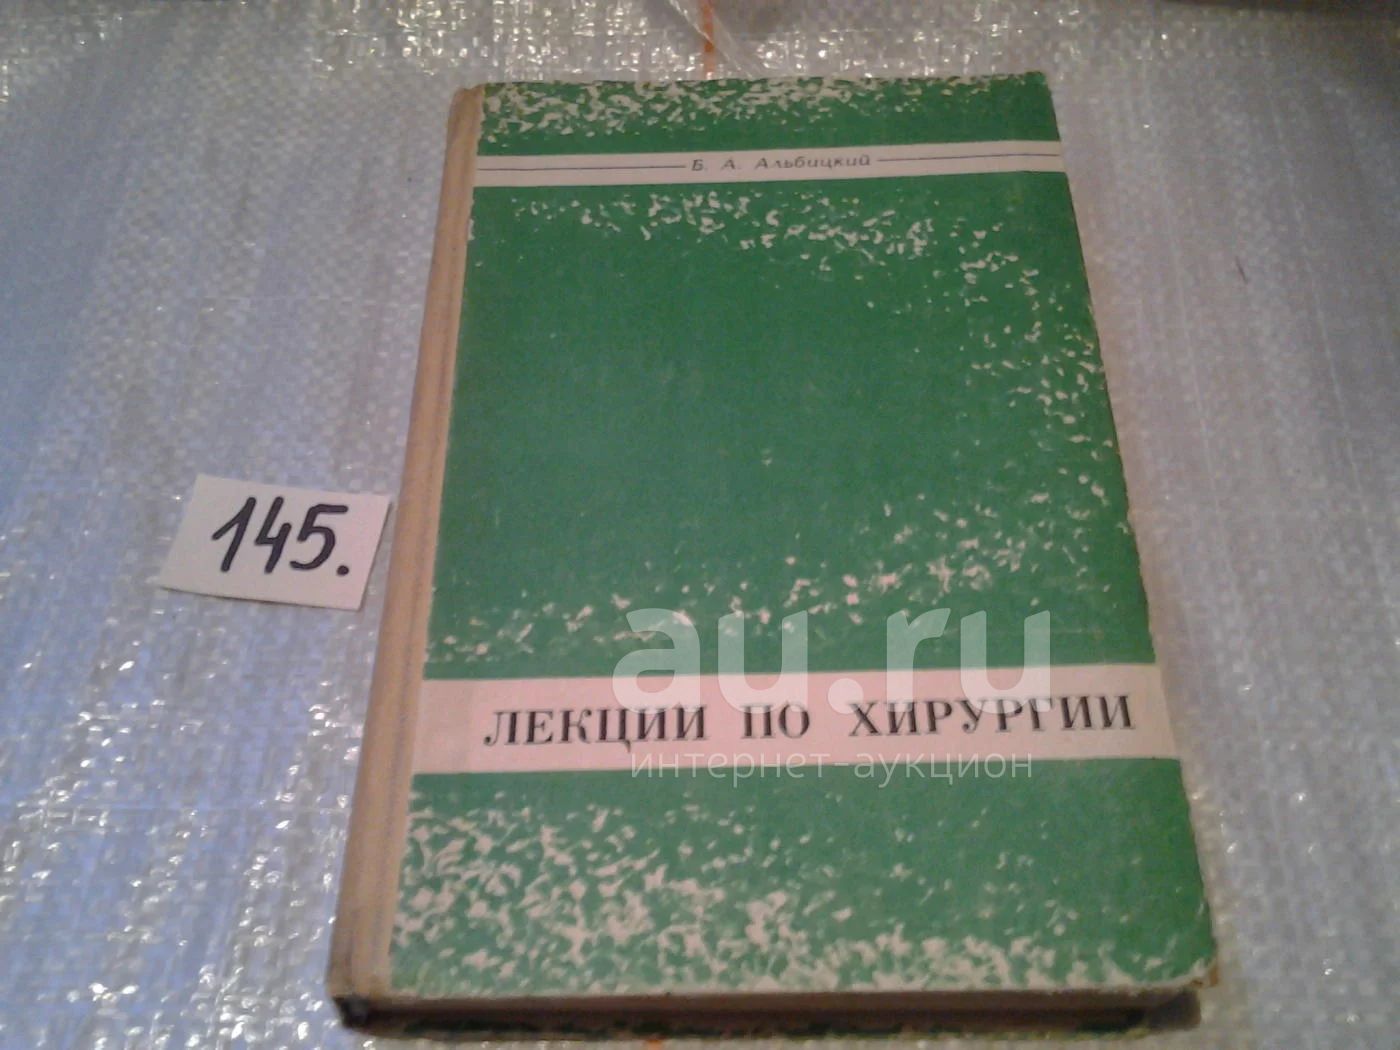 Б. А. Альбицкий
145.
au.ru
ЛЕКЦИИ ПО ХИРУРГИИ
интернет-аукцион